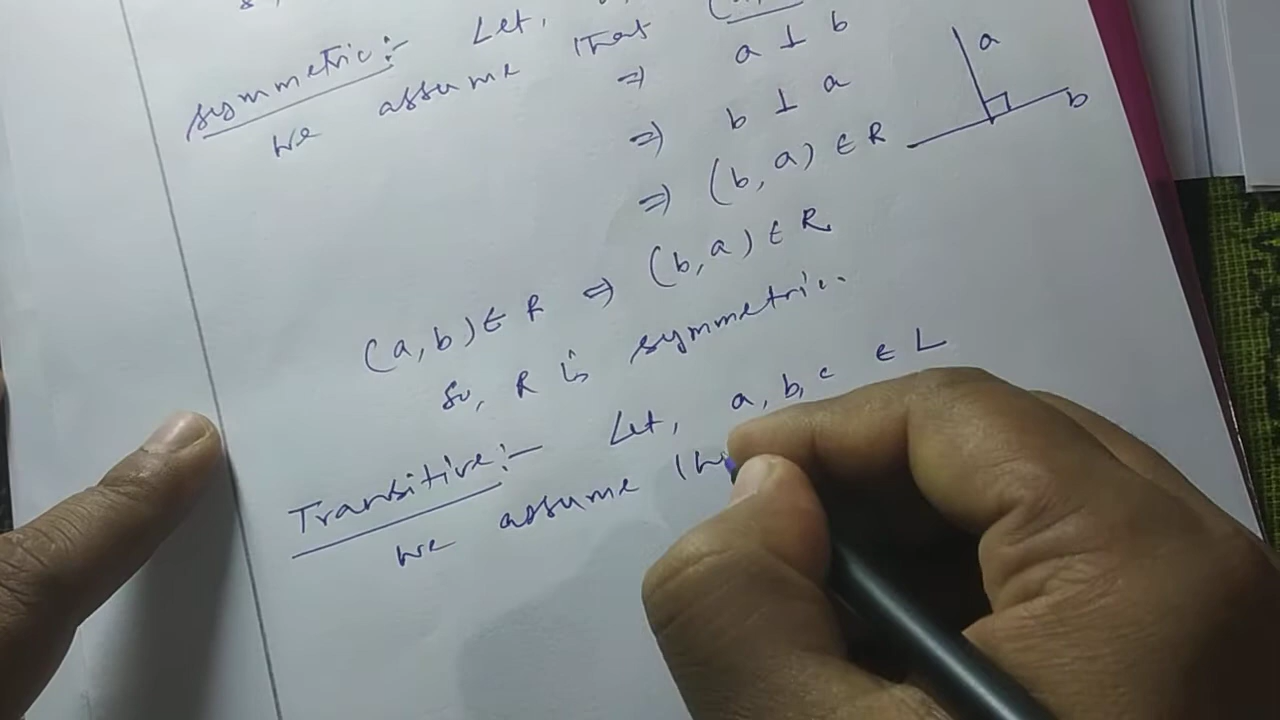 symmetric:- Let,
We assume that
⇒ a ⊥ b
⇒ b ⊥ a
⇒ (b, a) ∈ R
(a, b) ∈ R ⇒ (b, a) ∈ R
So, R is symmetric.
Transitive:- Let, a, b, c ∈ L
We assume
a
b